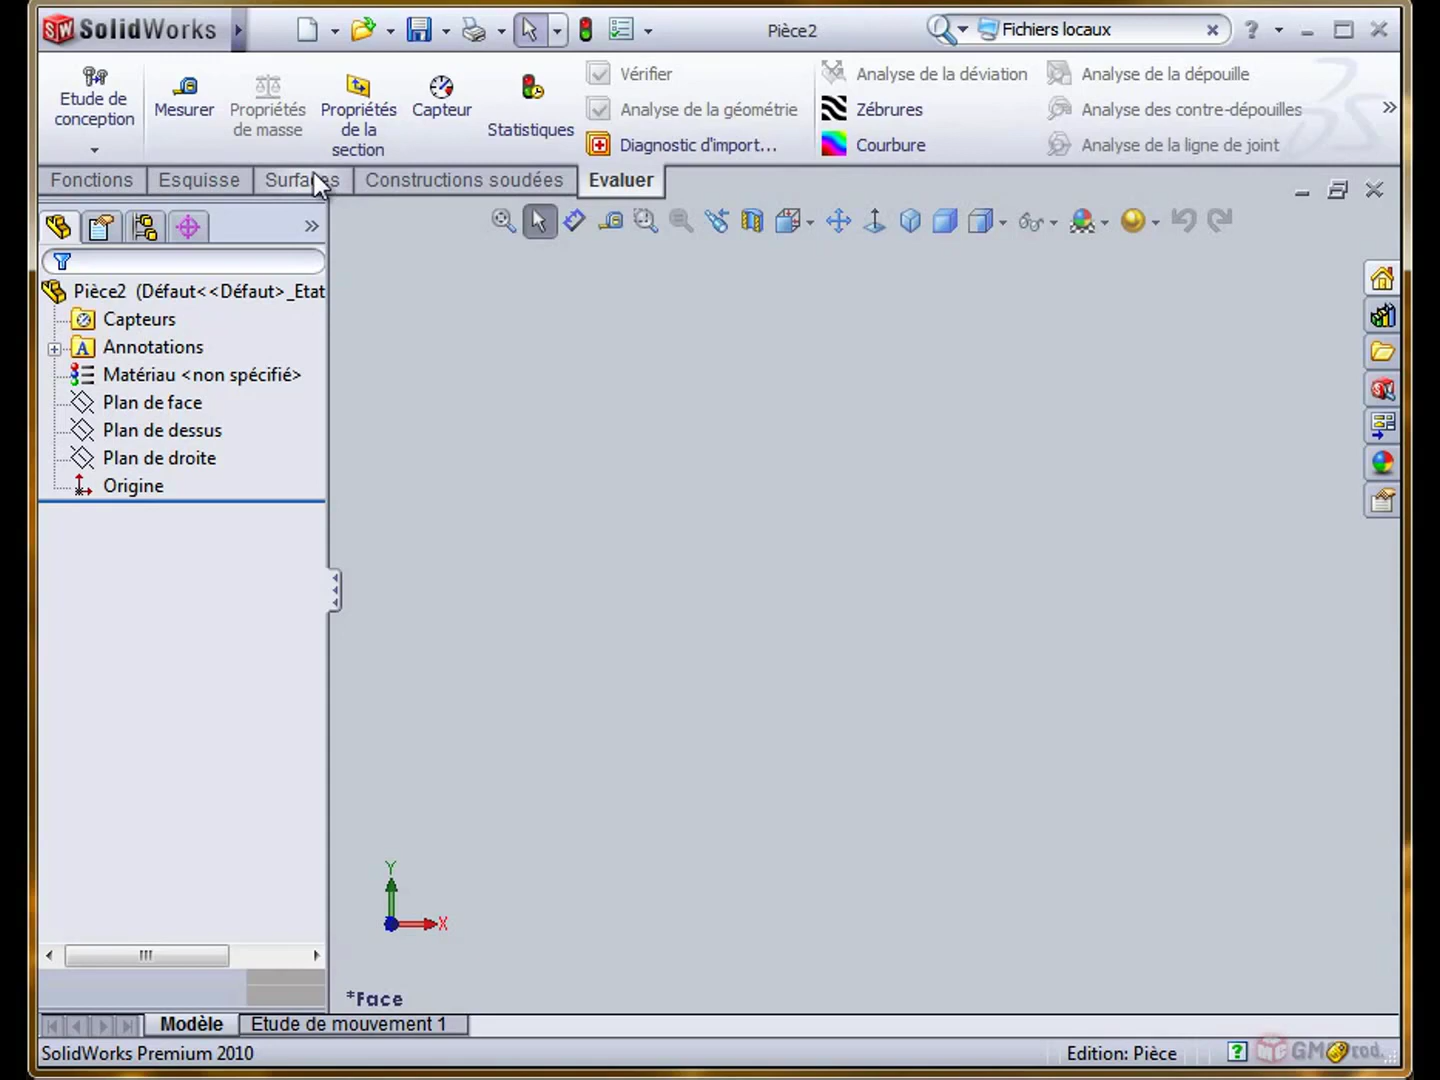 SolidWorks
Pièce2
Fichiers locaux
Etude de
conception
Mesurer
Propriétés
de masse
Propriétés
de la
section
Capteur
Statistiques
Vérifier
Analyse de la géométrie
Diagnostic d'import...
Analyse de la déviation
Zébrures
Courbure
Analyse de la dépouille
Analyse des contre-dépouilles
Analyse de la ligne de joint
Fonctions
Esquisse
Surfaces
Constructions soudées
Evaluer
Pièce2 (Défaut<<Défaut>_Etat
Capteurs
Annotations
Matériau <non spécifié>
Plan de face
Plan de dessus
Plan de droite
Origine
Y
X
*Face
Modèle
Etude de mouvement 1
SolidWorks Premium 2010
Edition: Pièce